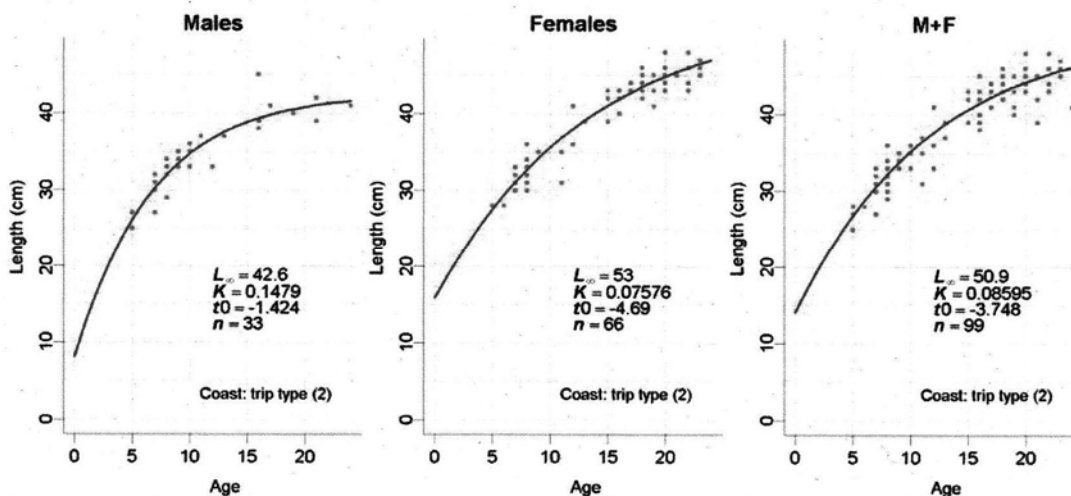 Males
Length (cm)
40
30
20
10
0
L∞ = 42.6
K = 0.1479
t0 = -1.424
n = 33
Coast: trip type (2)
0 5 10 15 20
Age
Females
Length (cm)
40
30
20
10
0
L∞ = 53
K = 0.07576
t0 = -4.69
n = 66
Coast: trip type (2)
0 5 10 15 20
Age
M+F
Length (cm)
40
30
20
10
0
L∞ = 50.9
K = 0.08595
t0 = -3.748
n = 99
Coast: trip type (2)
0 5 10 15 20
Age